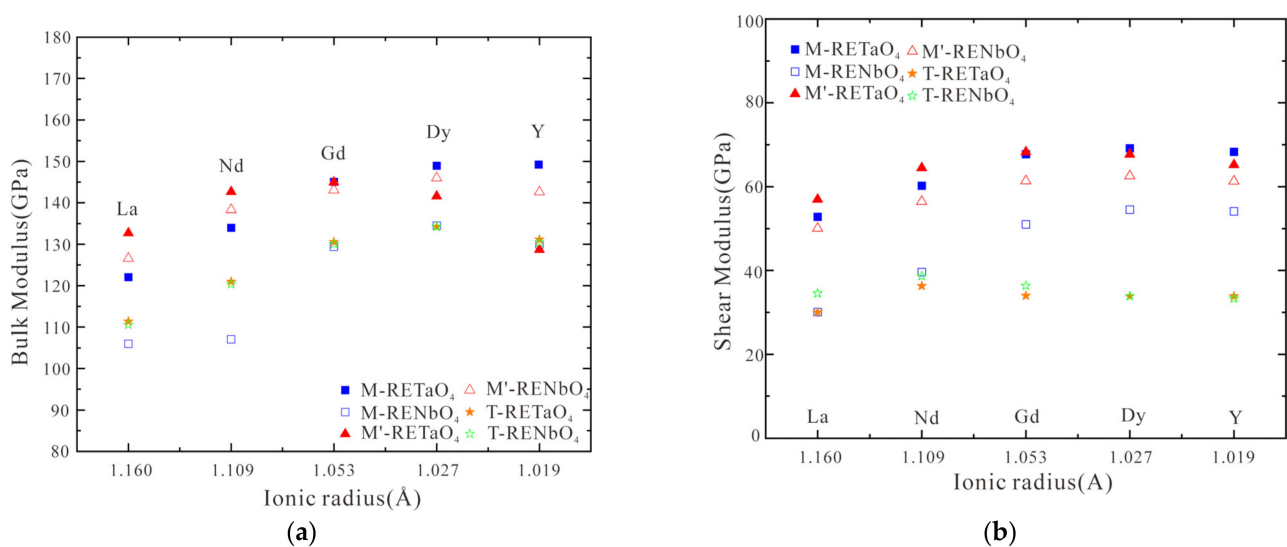 180
170
160
150
140
130
120
110
100
90
80
Bulk Modulus(GPa)
La
Nd
Gd
Dy
Y
M-RETaO₄
M'-RENbO₄
M-RENbO₄
T-RETaO₄
M'-RETaO₄
T-RENbO₄
1.160
1.109
1.053
1.027
1.019
Ionic radius(Å)
(a)
100
80
60
40
20
0
Shear Modulus(GPa)
M-RETaO₄
M'-RENbO₄
M-RENbO₄
T-RETaO₄
M'-RETaO₄
T-RENbO₄
La
Nd
Gd
Dy
Y
1.160
1.109
1.053
1.027
1.019
Ionic radius(A)
(b)